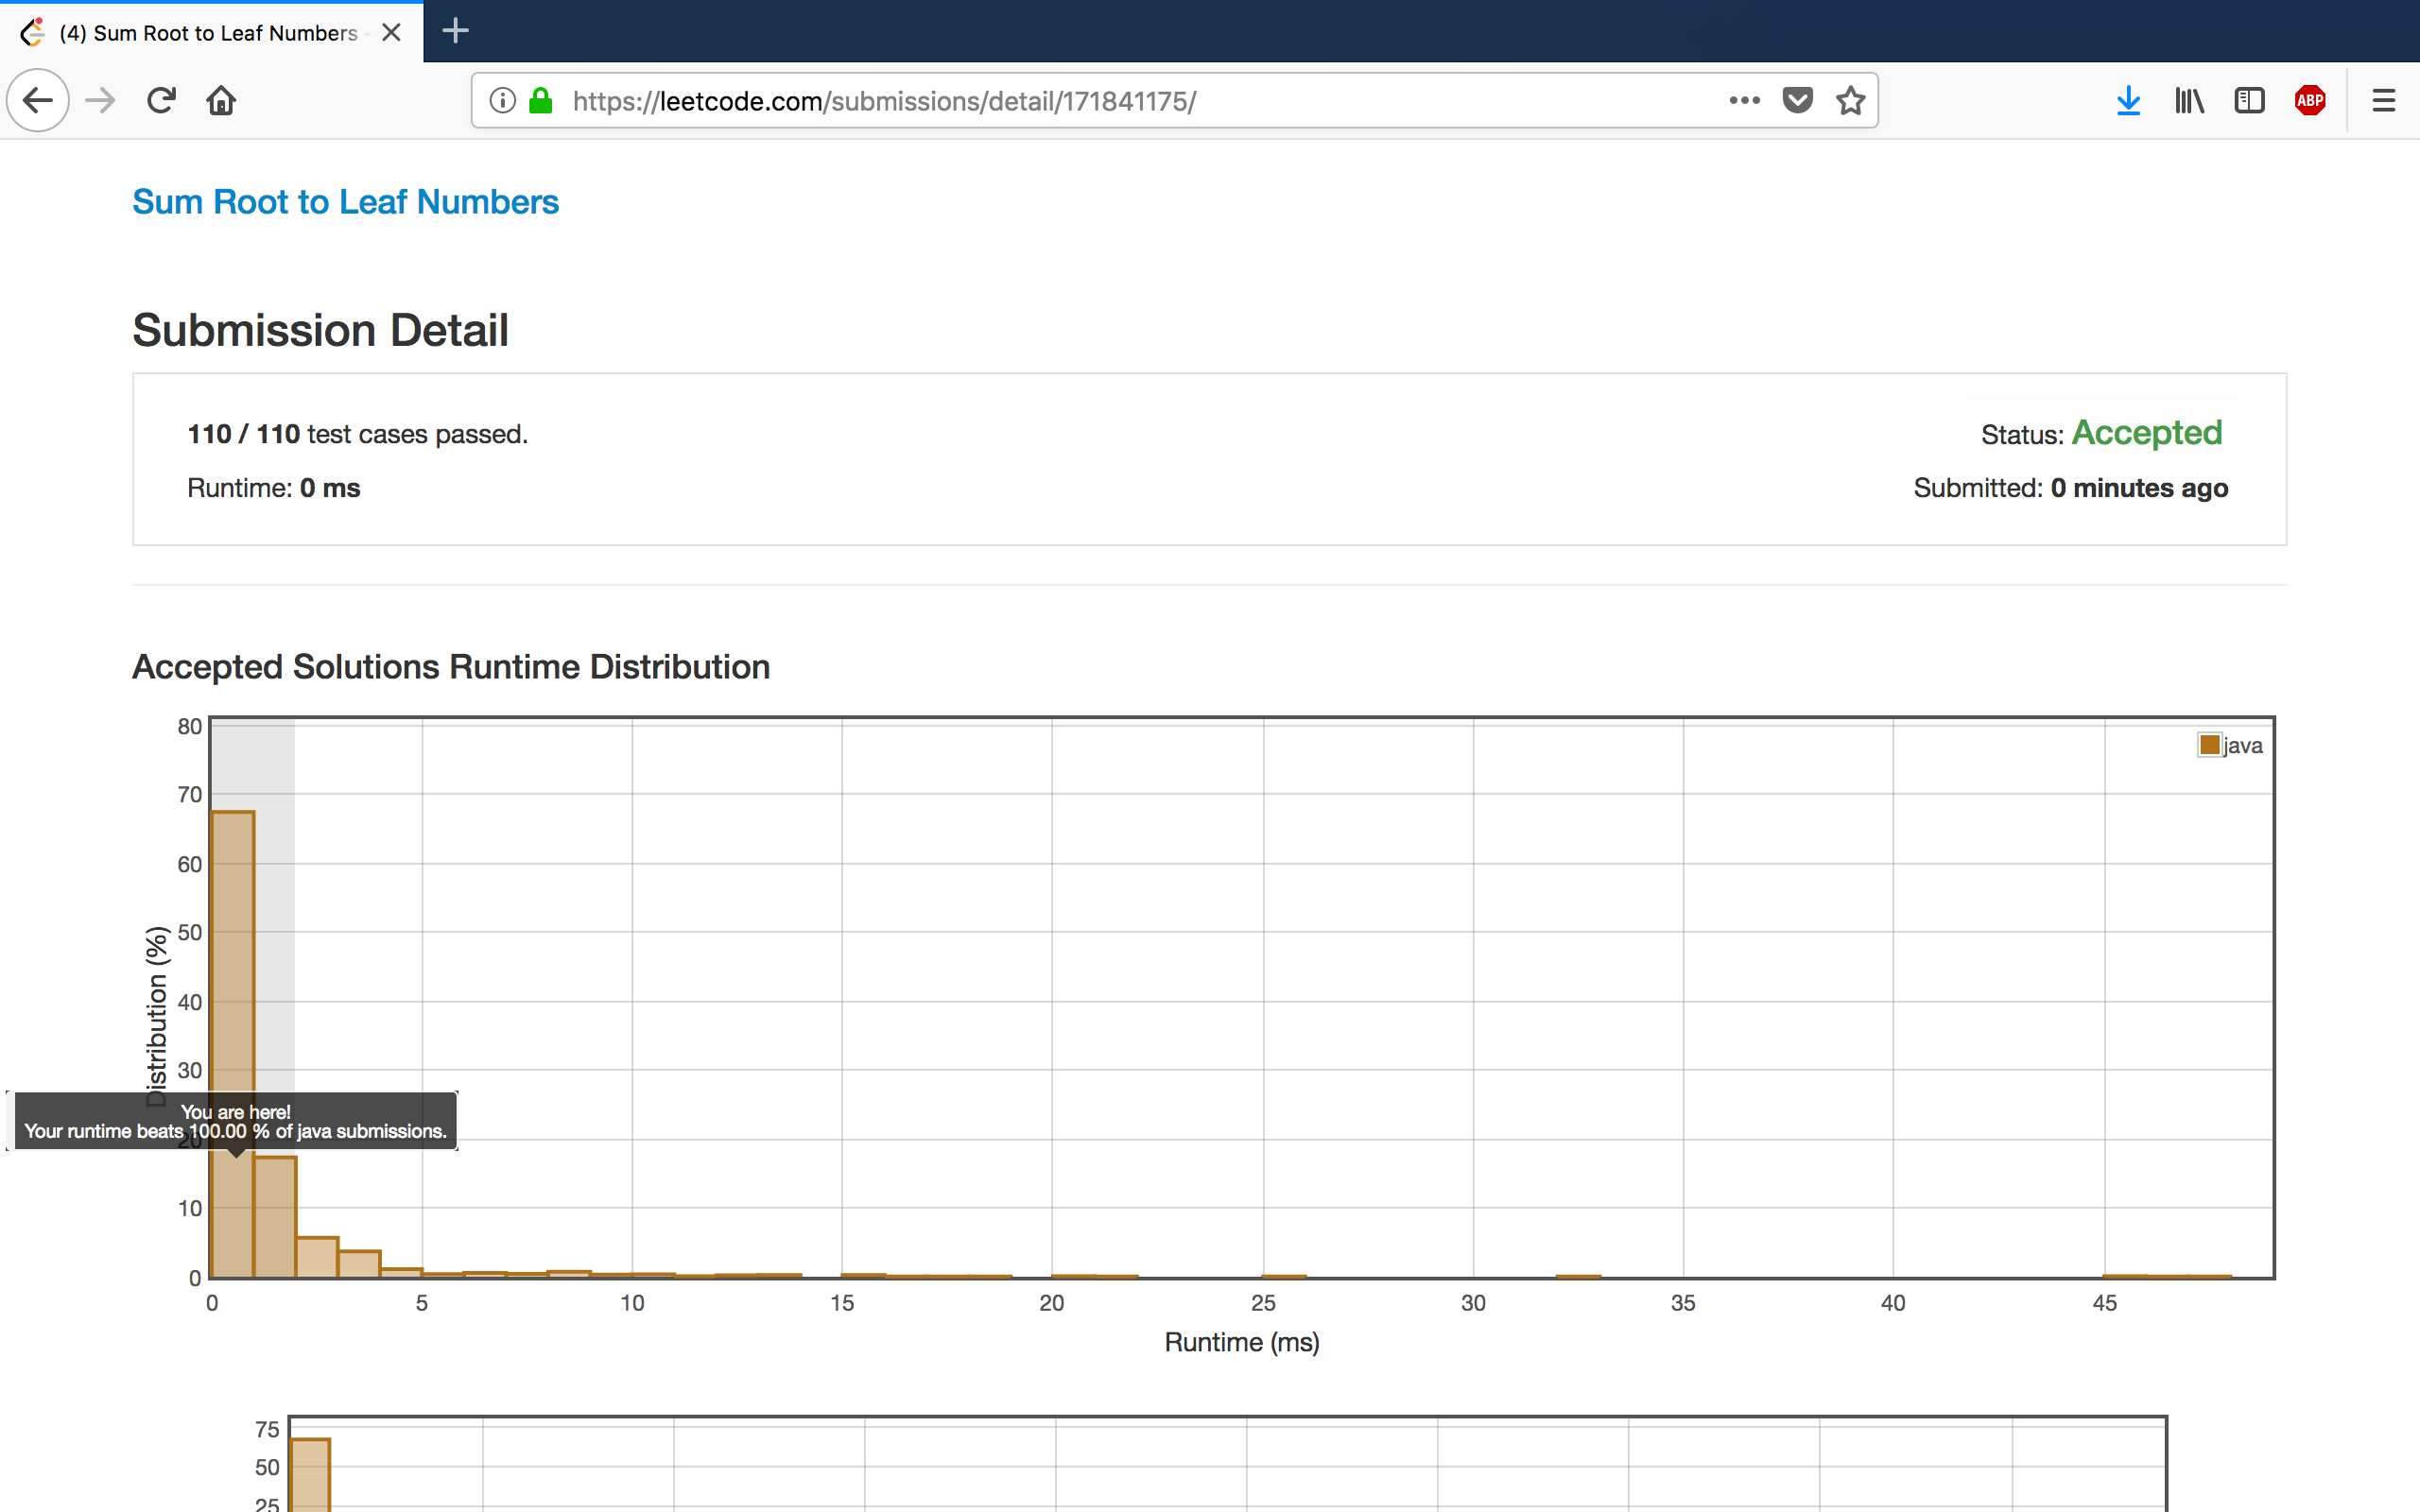 (4) Sum Root to Leaf Numbers -
https://leetcode.com/submissions/detail/171841175/
ABP
Sum Root to Leaf Numbers
Submission Detail
110 / 110 test cases passed.
Status: Accepted
Runtime: 0 ms
Submitted: 0 minutes ago
Accepted Solutions Runtime Distribution
java
Distribution (%)
80
70
60
50
40
30
20
10
0
You are here!
Your runtime beats 100.00 % of java submissions.
0 5 10 15 20 25 30 35 40 45
Runtime (ms)
75
50
25